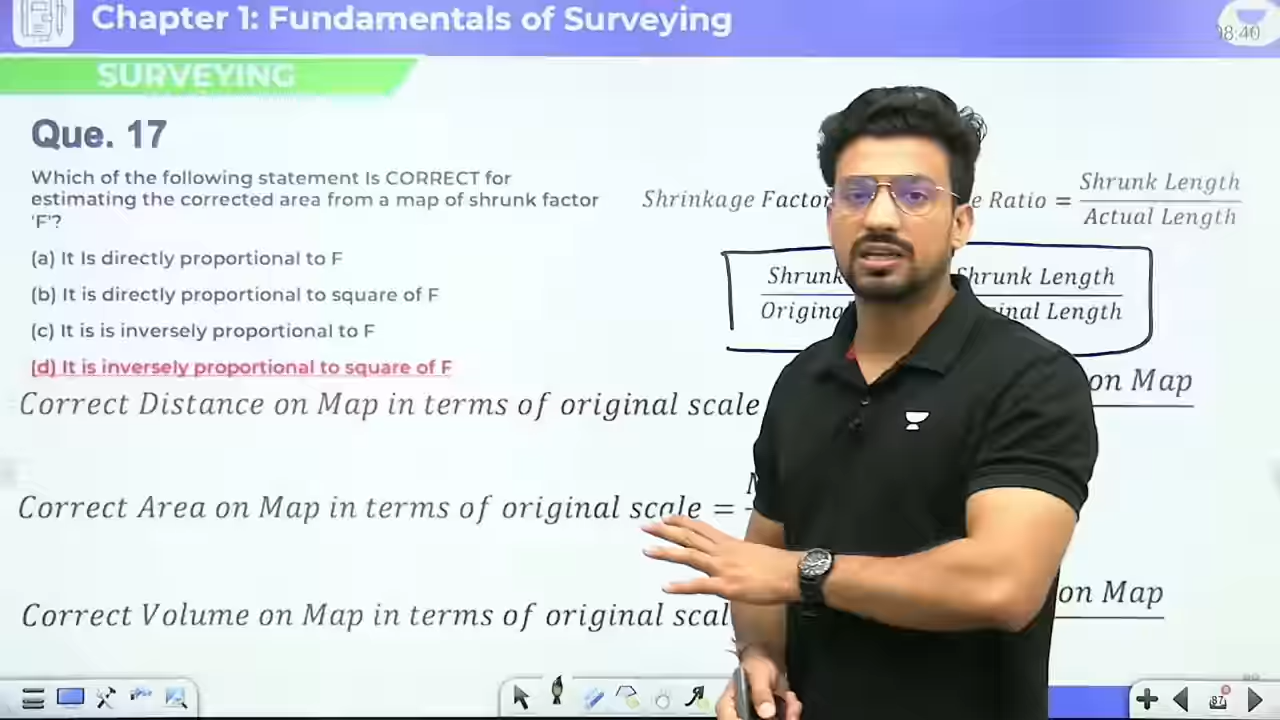 Chapter 1: Fundamentals of Surveying
08:40
SURVEYING
Que. 17
Which of the following statement Is CORRECT for
estimating the corrected area from a map of shrunk factor
'F'?
(a) It Is directly proportional to F
(b) It is directly proportional to square of F
(c) It is is inversely proportional to F
(d) It is inversely proportional to square of F
Shrinkage Factor e Ratio = Shrunk Length
Actual Length
Shrunk Shrunk Length
Origina inal Length
on Map
Correct Distance on Map in terms of original scale
Correct Area on Map in terms of original scale =
on Map
Correct Volume on Map in terms of original scal
87